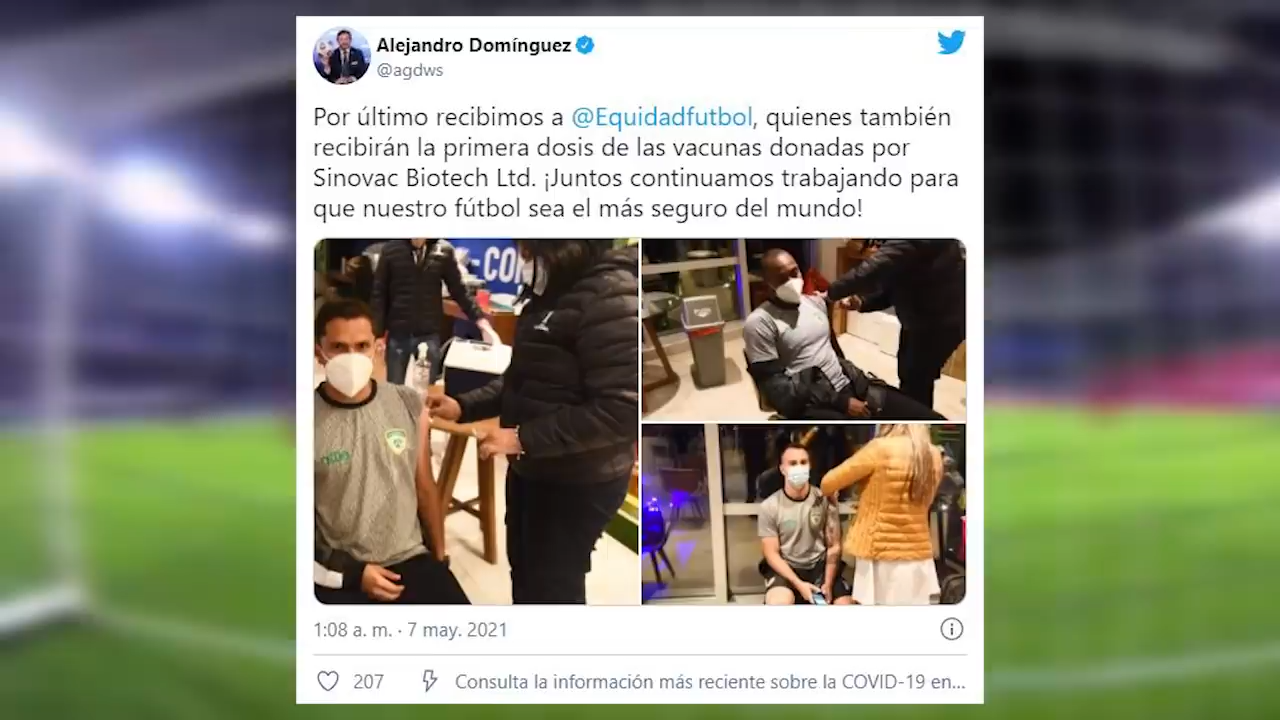 Alejandro Domínguez
@agdws
Por último recibimos a @Equidadfutbol, quienes también
recibirán la primera dosis de las vacunas donadas por
Sinovac Biotech Ltd. ¡Juntos continuamos trabajando para
que nuestro fútbol sea el más seguro del mundo!
1:08 a. m. · 7 may. 2021
207
Consulta la información más reciente sobre la COVID-19 en...